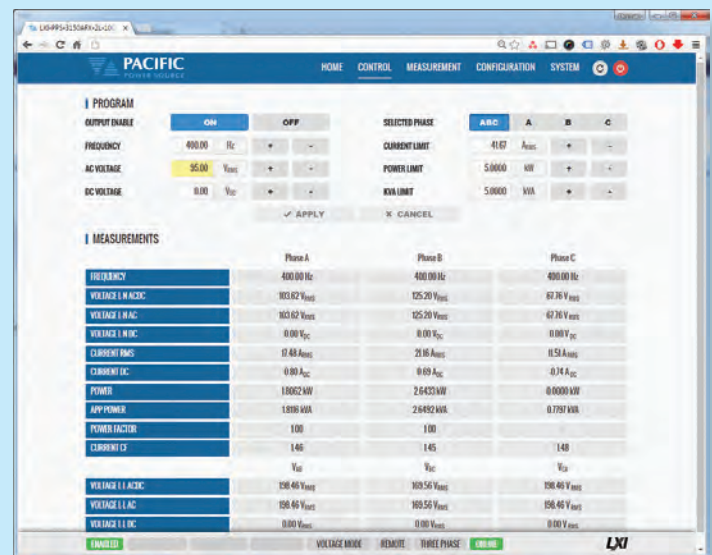 PACIFIC
POWER SOURCE
HOME CONTROL MEASUREMENT CONFIGURATION SYSTEM
PROGRAM
OUTPUT ENABLE ON OFF SELECTED PHASE ABC A B C
FREQUENCY 400.00 Hz + - CURRENT LIMIT 41.67 ARMS + -
AC VOLTAGE 95.00 VRMS + - POWER LIMIT 5.0000 kW + -
DC VOLTAGE 0.00 VDC + - KVA LIMIT 5.0000 kVA + -
✓ APPLY X CANCEL
MEASUREMENTS
Phase A Phase B Phase C
FREQUENCY 400.00 Hz 400.00 Hz 400.00 Hz
VOLTAGE L N ACDC 103.62 VRMS 125.20 VRMS 67.76 VRMS
VOLTAGE L N AC 103.62 VRMS 125.20 VRMS 67.76 VRMS
VOLTAGE L N DC 0.00 VDC 0.00 VDC 0.00 VDC
CURRENT RMS 17.48 ARMS 21.16 ARMS 11.51 ARMS
CURRENT DC 0.80 ADC 0.69 ADC 0.74 ADC
POWER 1.8062 kW 2.6433 kW 0.0000 kW
APP POWER 1.8116 kVA 2.6492 kVA 0.7797 kVA
POWER FACTOR 1.00 1.00
CURRENT CF 1.46 1.45 1.48
VAB VBC VCA
VOLTAGE L L ACDC 198.46 VRMS 169.56 VRMS 198.46 VRMS
VOLTAGE L L AC 198.46 VRMS 169.56 VRMS 198.46 VRMS
VOLTAGE L L DC 0.00 VRMS 0.00 VRMS 0.00 VRMS
ENABLED VOLTAGE MODE REMOTE THREE PHASE ONLINE LXI